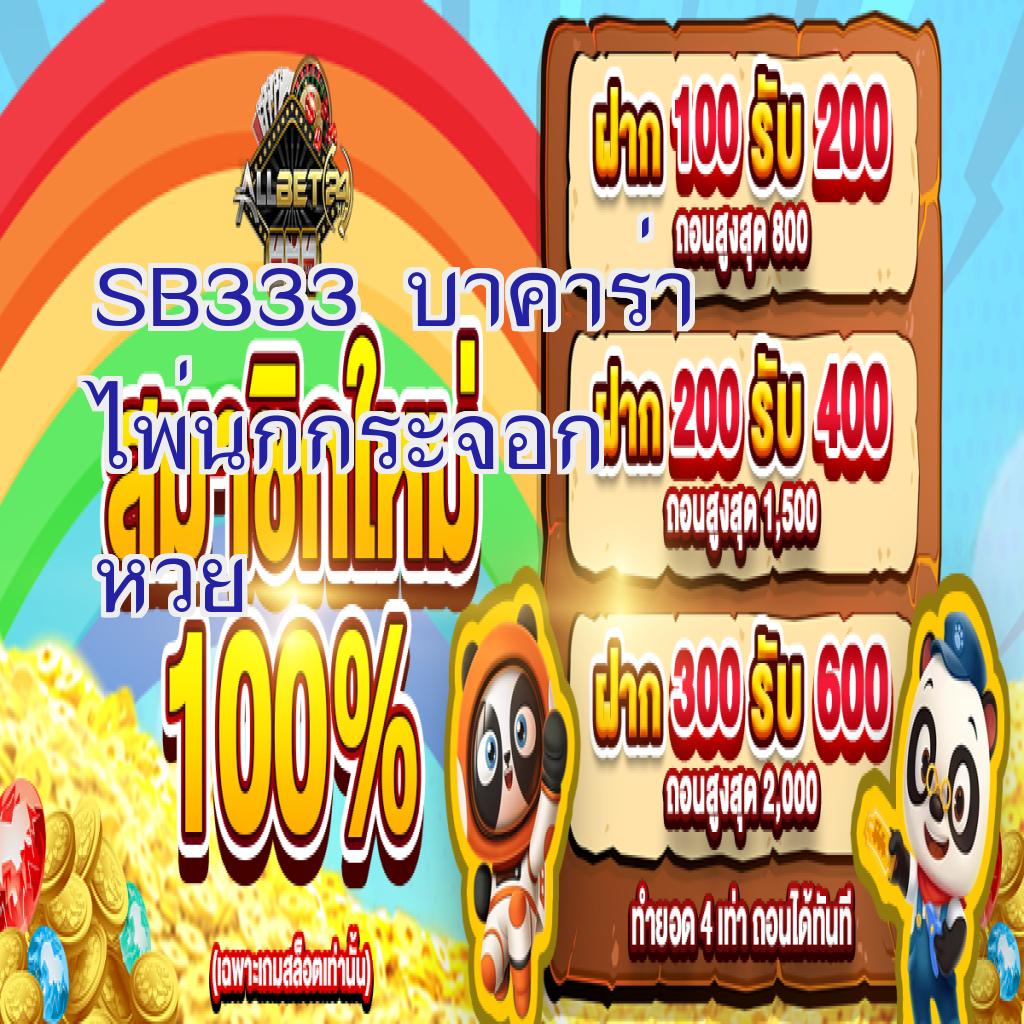 ALLBET24
SB333 บาคาร่า
ไพ่นกกระจอก
หวย
สมาชิกใหม่
100%
(เฉพาะเกมสล็อตเท่านั้น)
ฝาก 100 รับ 200
ถอนสูงสุด 800
ฝาก 200 รับ 400
ถอนสูงสุด 1,500
ฝาก 300 รับ 600
ถอนสูงสุด 2,000
ทำยอด 4 เท่า ถอนได้ทันที